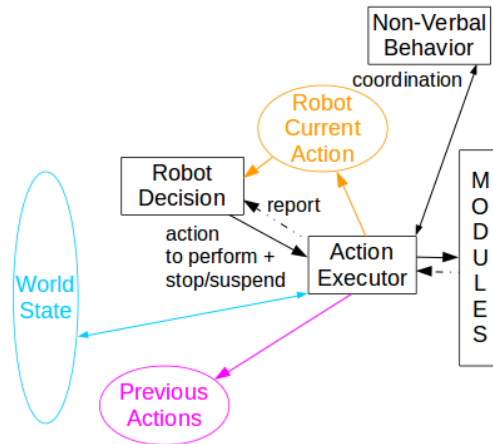 Non-Verbal
Behavior
coordination
Robot
Current
Action
Robot
Decision
report
action
to perform +
stop/suspend
Action
Executor
M
O
D
U
L
E
S
World
State
Previous
Actions